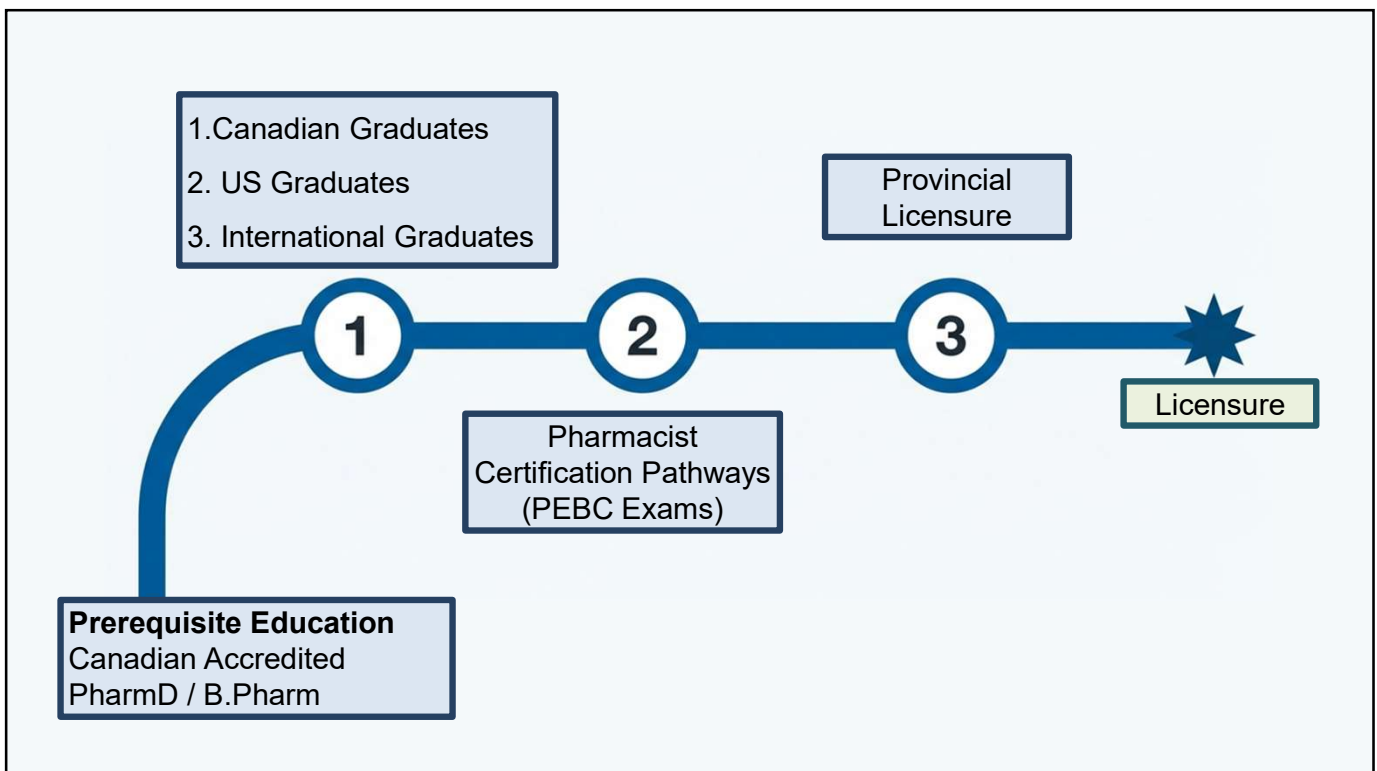 1.Canadian Graduates
2. US Graduates
3. International Graduates
Provincial
Licensure
1
2
3
Licensure
Pharmacist
Certification Pathways
(PEBC Exams)
Prerequisite Education
Canadian Accredited
PharmD / B.Pharm